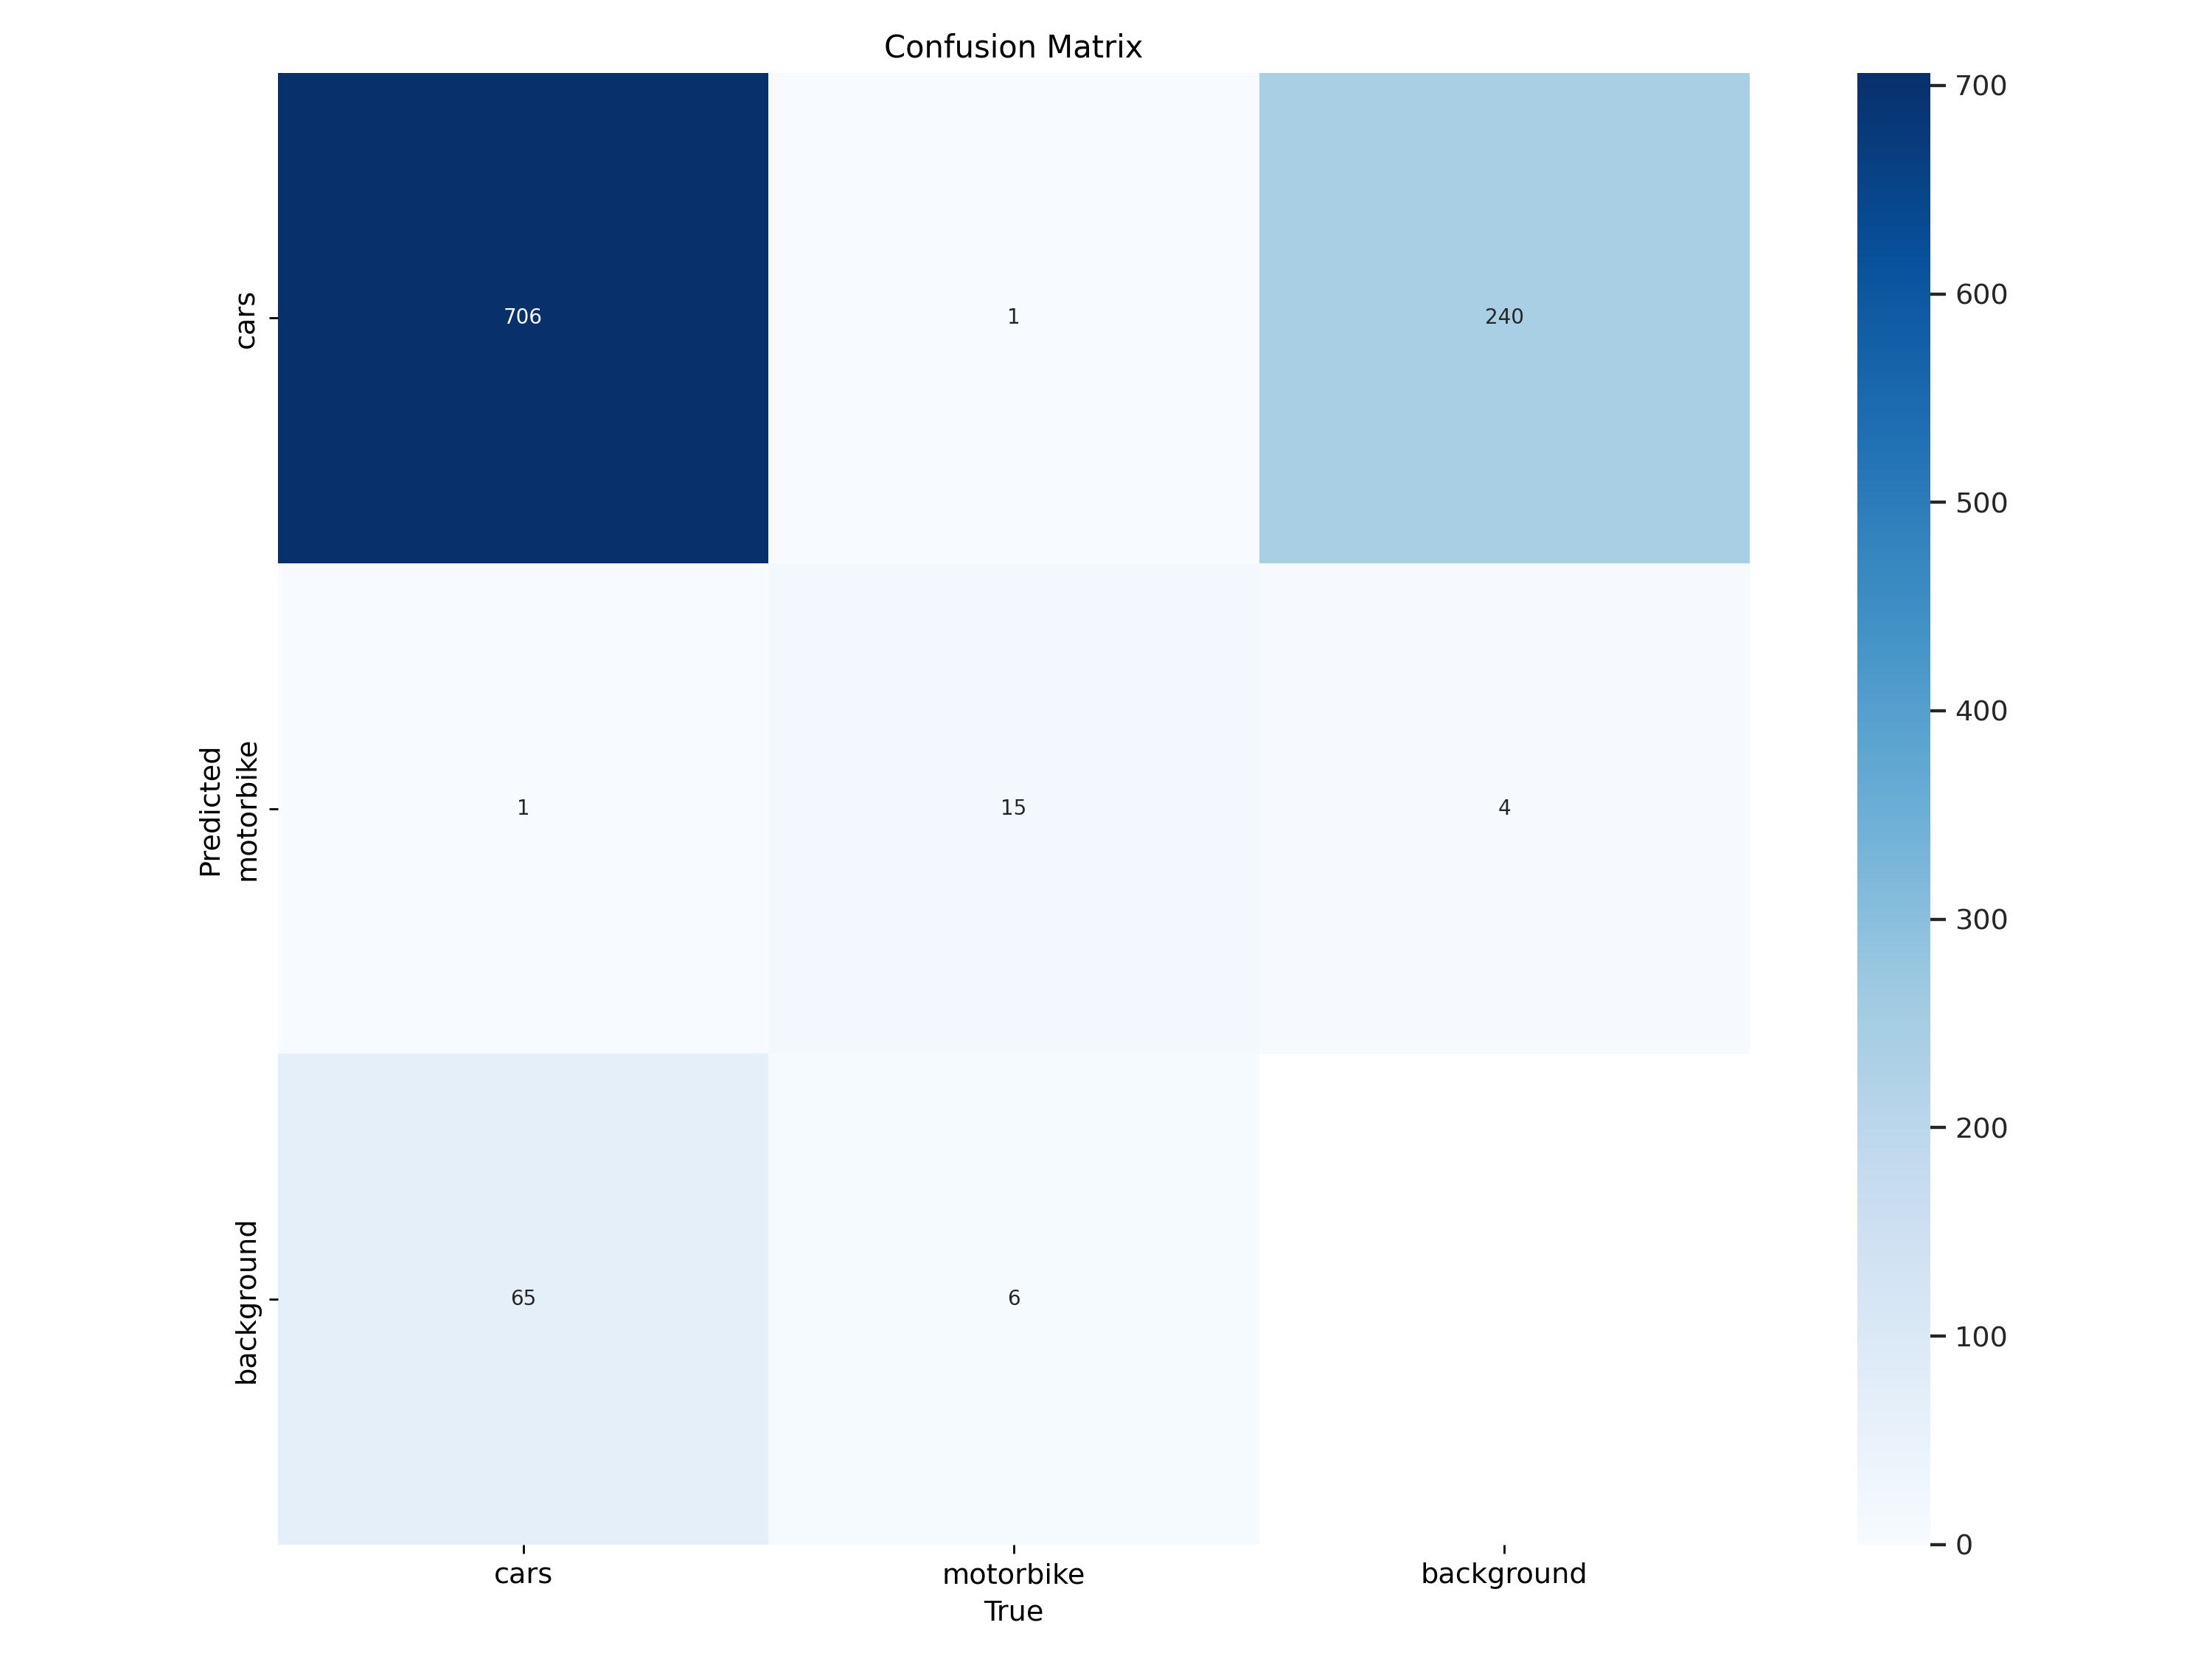 Confusion Matrix
cars
706
1
240
Predicted
motorbike
1
15
4
background
65
6
cars
motorbike
background
True
700
600
500
400
300
200
100
0